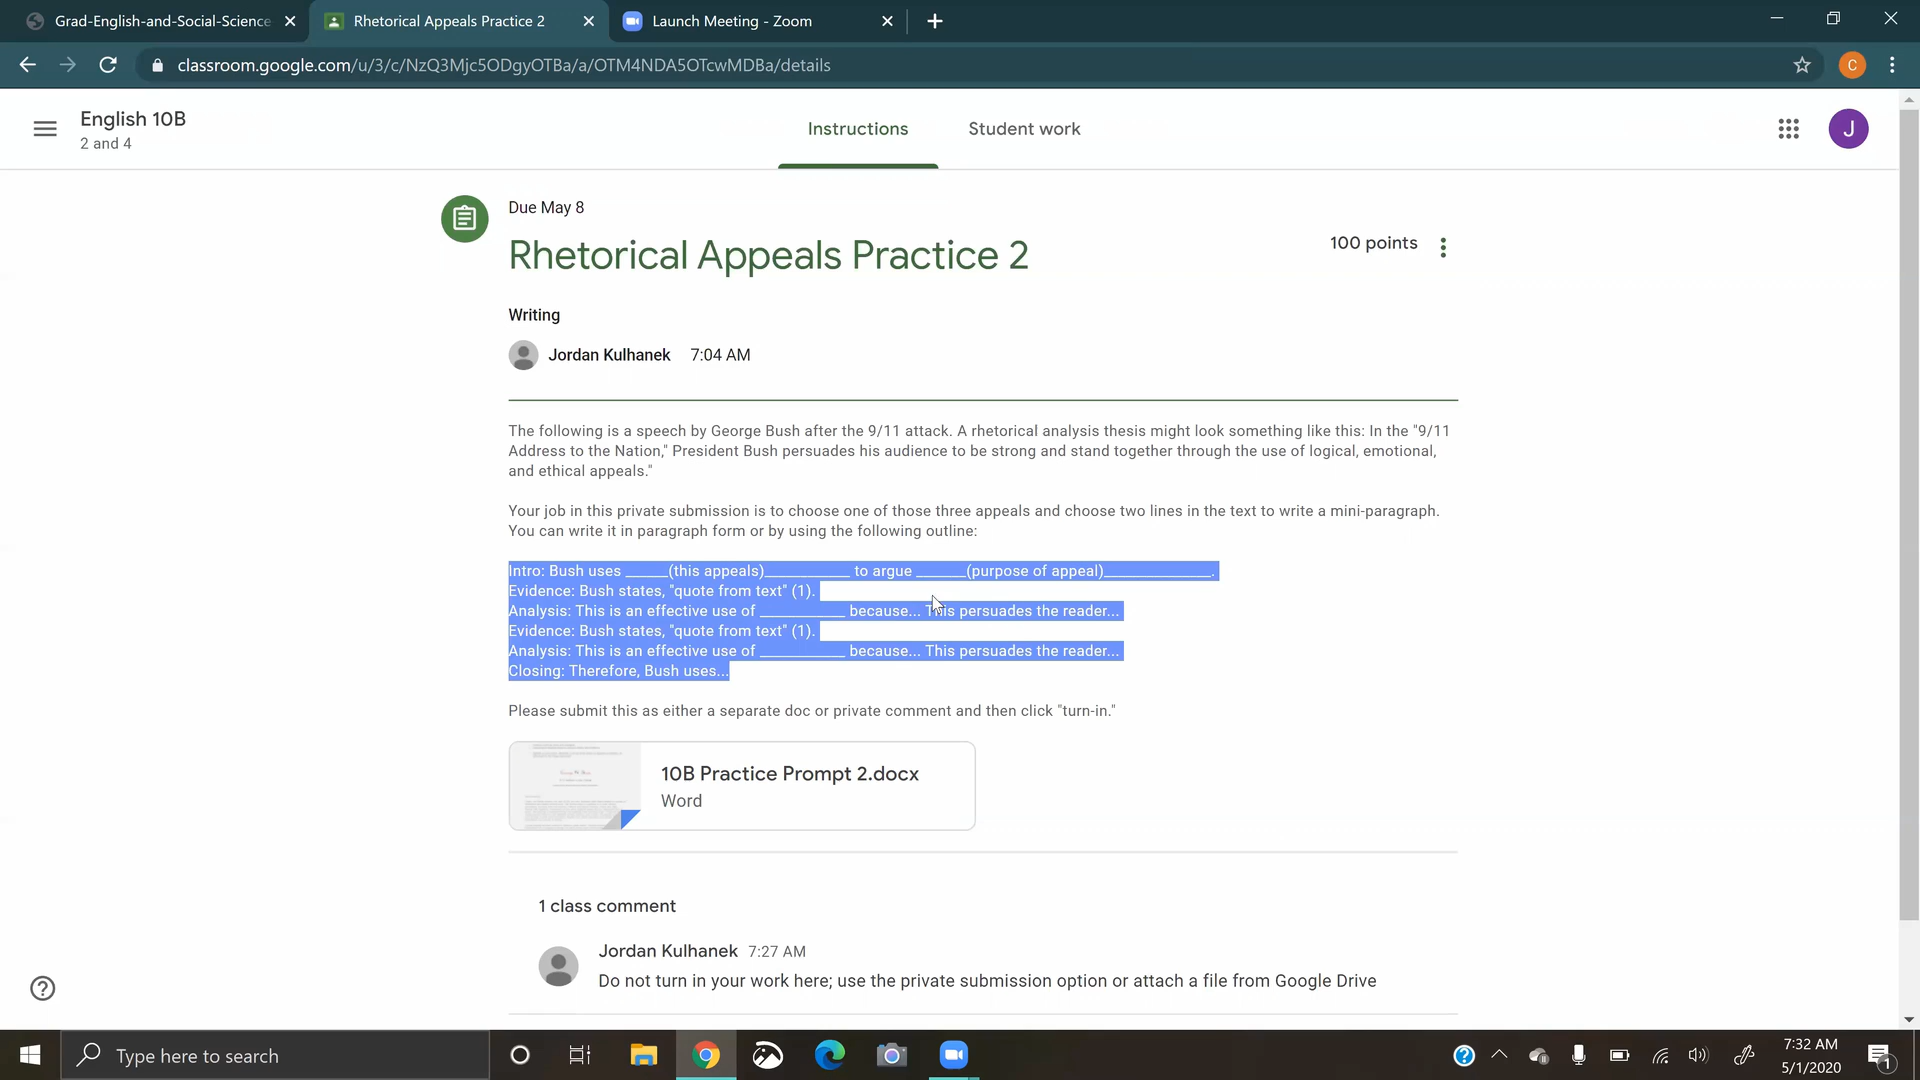 Grad-English-and-Social-Science-
Rhetorical Appeals Practice 2
Launch Meeting - Zoom
classroom.google.com/u/3/c/NzQ3Mjc5ODgyOTBa/a/OTM4NDA5OTcwMDBa/details
C
English 10B
2 and 4
Instructions
Student work
J
Due May 8
Rhetorical Appeals Practice 2
100 points
Writing
Jordan Kulhanek 7:04 AM
The following is a speech by George Bush after the 9/11 attack. A rhetorical analysis thesis might look something like this: In the "9/11
Address to the Nation," President Bush persuades his audience to be strong and stand together through the use of logical, emotional,
and ethical appeals."
Your job in this private submission is to choose one of those three appeals and choose two lines in the text to write a mini-paragraph.
You can write it in paragraph form or by using the following outline:
Intro: Bush uses ______(this appeals)____________ to argue _______(purpose of appeal)_______________.
Evidence: Bush states, "quote from text" (1).
Analysis: This is an effective use of ____________ because... This persuades the reader...
Evidence: Bush states, "quote from text" (1).
Analysis: This is an effective use of ____________ because... This persuades the reader...
Closing: Therefore, Bush uses...
Please submit this as either a separate doc or private comment and then click "turn-in."
10B Practice Prompt 2.docx
Word
1 class comment
Jordan Kulhanek 7:27 AM
Do not turn in your work here; use the private submission option or attach a file from Google Drive
Type here to search
7:32 AM
5/1/2020
1